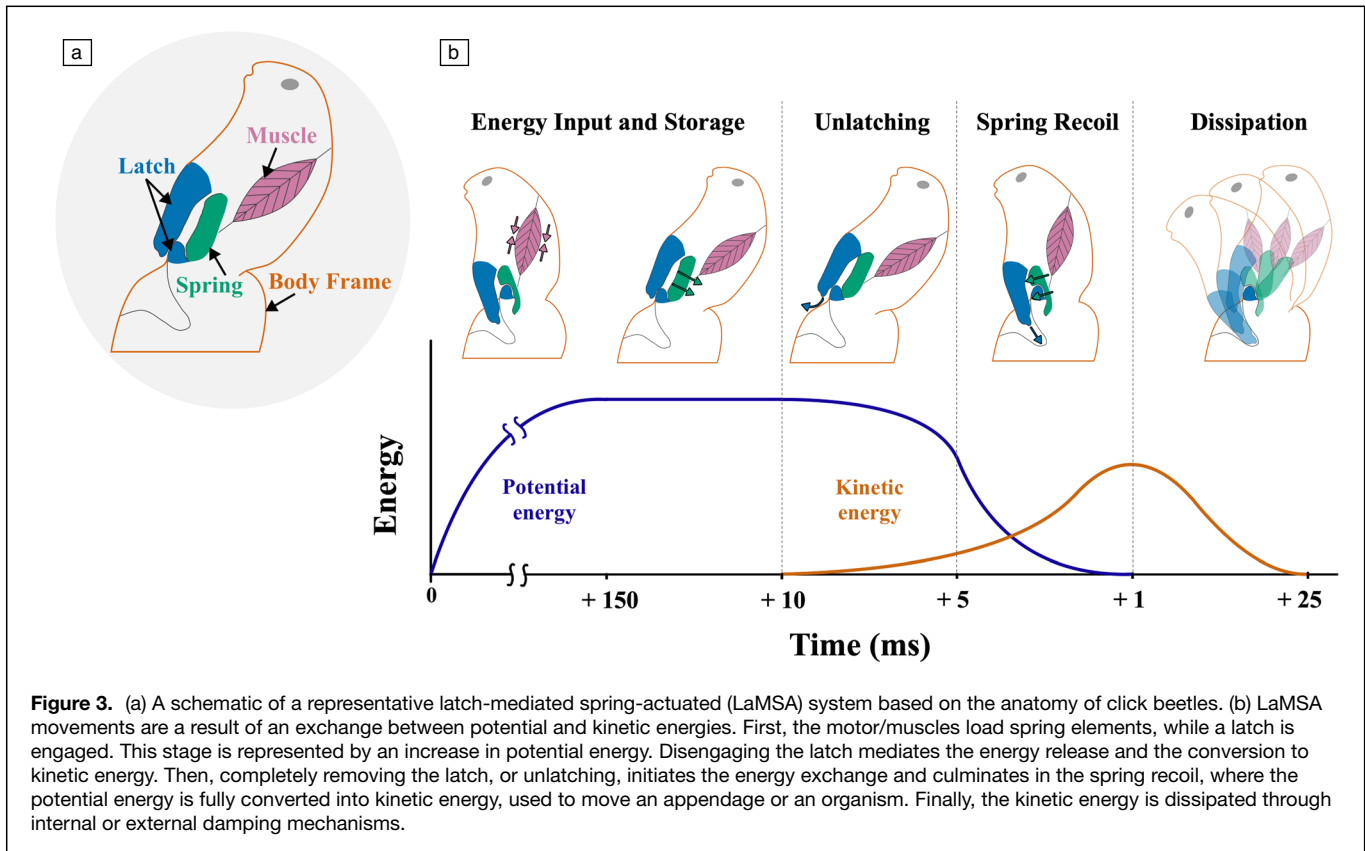 a
Muscle
Latch
Spring
Body Frame
b
Energy Input and Storage
Unlatching
Spring Recoil
Dissipation
Energy
Potential
energy
Kinetic
energy
0
+ 150
+ 10
+ 5
+ 1
+ 25
Time (ms)
Figure 3. (a) A schematic of a representative latch-mediated spring-actuated (LaMSA) system based on the anatomy of click beetles. (b) LaMSA
movements are a result of an exchange between potential and kinetic energies. First, the motor/muscles load spring elements, while a latch is
engaged. This stage is represented by an increase in potential energy. Disengaging the latch mediates the energy release and the conversion to
kinetic energy. Then, completely removing the latch, or unlatching, initiates the energy exchange and culminates in the spring recoil, where the
potential energy is fully converted into kinetic energy, used to move an appendage or an organism. Finally, the kinetic energy is dissipated through
internal or external damping mechanisms.